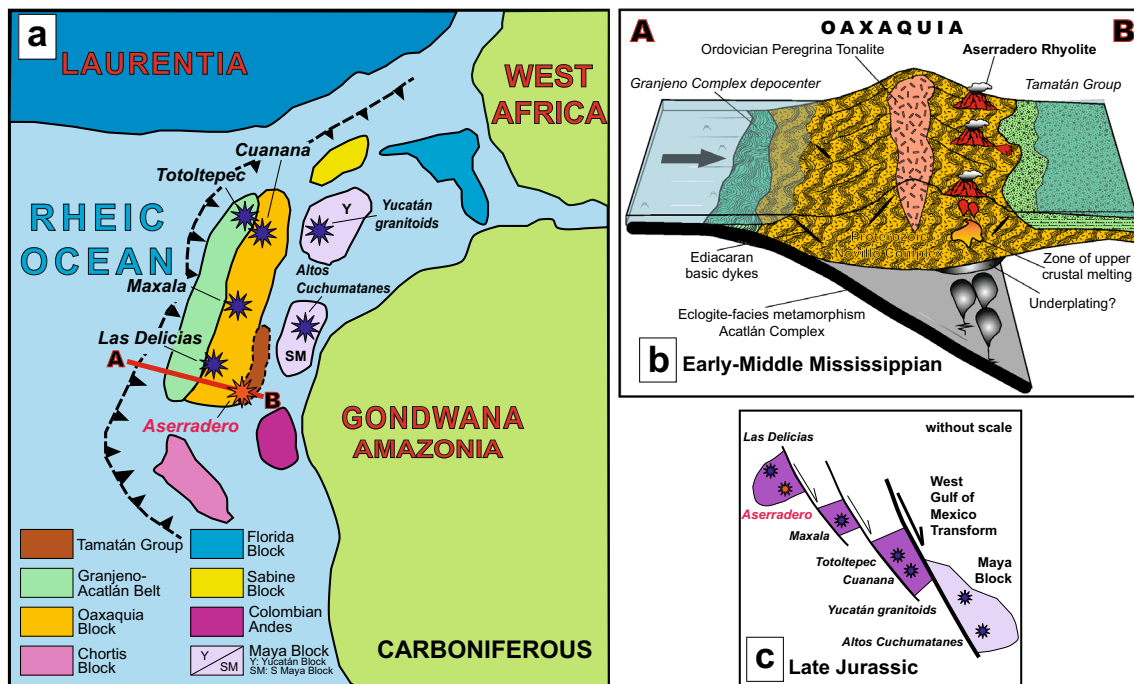 a
LAURENTIA
WEST
AFRICA
Cuanana
Totoltepec
RHEIC
OCEAN
Y
Yucatán
granitoids
Maxala
Altos
Cuchumatanes
Las Delicias
SM
A
B
Aserradero
GONDWANA
AMAZONIA
Tamatán Group
Florida
Block
Granjeno-
Acatlán Belt
Sabine
Block
Oaxaquia
Block
Colombian
Andes
Chortis
Block
Y
SM
Maya Block
Y: Yucatán Block
SM: S Maya Block
CARBONIFEROUS
A
OAXAQUIA
B
Ordovician Peregrina Tonalite
Aserradero Rhyolite
Granjeno Complex depocenter
Tamatán Group
Proterozoic
Novillo Complex
Ediacaran
basic dykes
Zone of upper
crustal melting
Underplating?
Eclogite-facies metamorphism
Acatlán Complex
b
Early-Middle Mississippian
Las Delicias
without scale
Aserradero
West
Gulf of
Mexico
Transform
Maxala
Totoltepec
Cuanana
Maya
Block
Yucatán granitoids
Altos Cuchumatanes
c
Late Jurassic